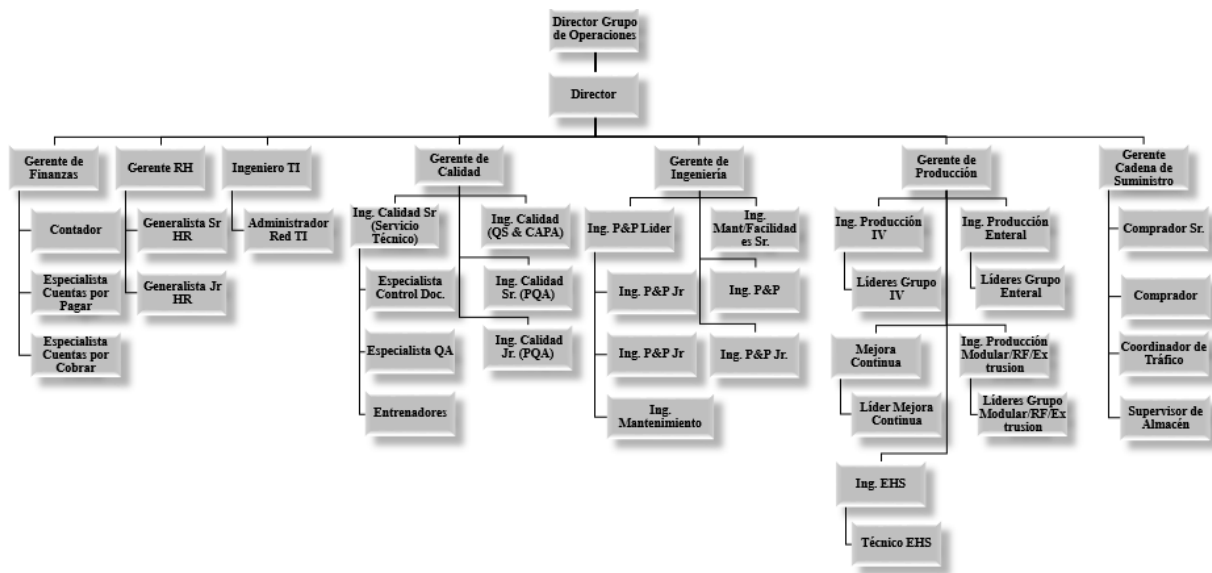 Director Grupo
de Operaciones
Director
Gerente de
Finanzas
Contador
Especialista
Cuentas por
Pagar
Especialista
Cuentas por
Cobrar
Gerente RH
Generalista Sr
HR
Generalista Jr
HR
Ingeniero TI
Administrador
Red TI
Gerente de
Calidad
Ing. Calidad Sr
(Servicio
Técnico)
Especialista
Control Doc.
Especialista QA
Entrenadores
Ing. Calidad
(QS & CAPA)
Ing. Calidad
Sr. (PQA)
Ing. Calidad
Jr. (PQA)
Gerente de
Ingeniería
Ing. P&P Lider
Ing. P&P Jr
Ing. P&P Jr
Ing.
Mantenimiento
Ing.
Mant/Facilidad
es Sr.
Ing. P&P
Ing. P&P Jr.
Gerente de
Producción
Ing. Producción
IV
Líderes Grupo
IV
Ing. Producción
Enteral
Líderes Grupo
Enteral
Mejora
Continua
Líder Mejora
Continua
Ing. Producción
Modular/RF/Ex
trusion
Líderes Grupo
Modular/RF/Ex
trusion
Ing. EHS
Técnico EHS
Gerente
Cadena de
Suministro
Comprador Sr.
Comprador
Coordinador de
Tráfico
Supervisor de
Almacén